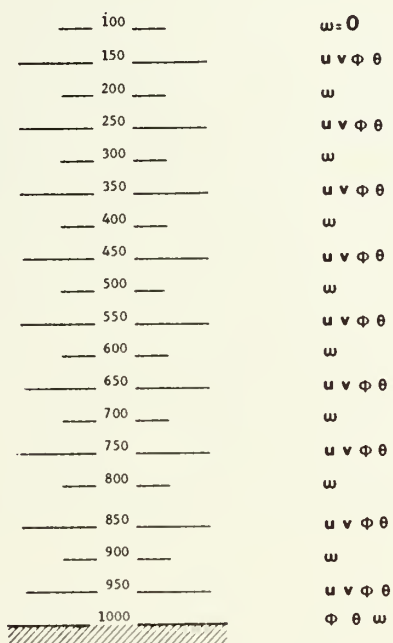 100 ω=0
150 u v Φ θ
200 ω
250 u v Φ θ
300 ω
350 u v Φ θ
400 ω
450 u v Φ θ
500 ω
550 u v Φ θ
600 ω
650 u v Φ θ
700 ω
750 u v Φ θ
800 ω
850 u v Φ θ
900 ω
950 u v Φ θ
1000 Φ θ ω